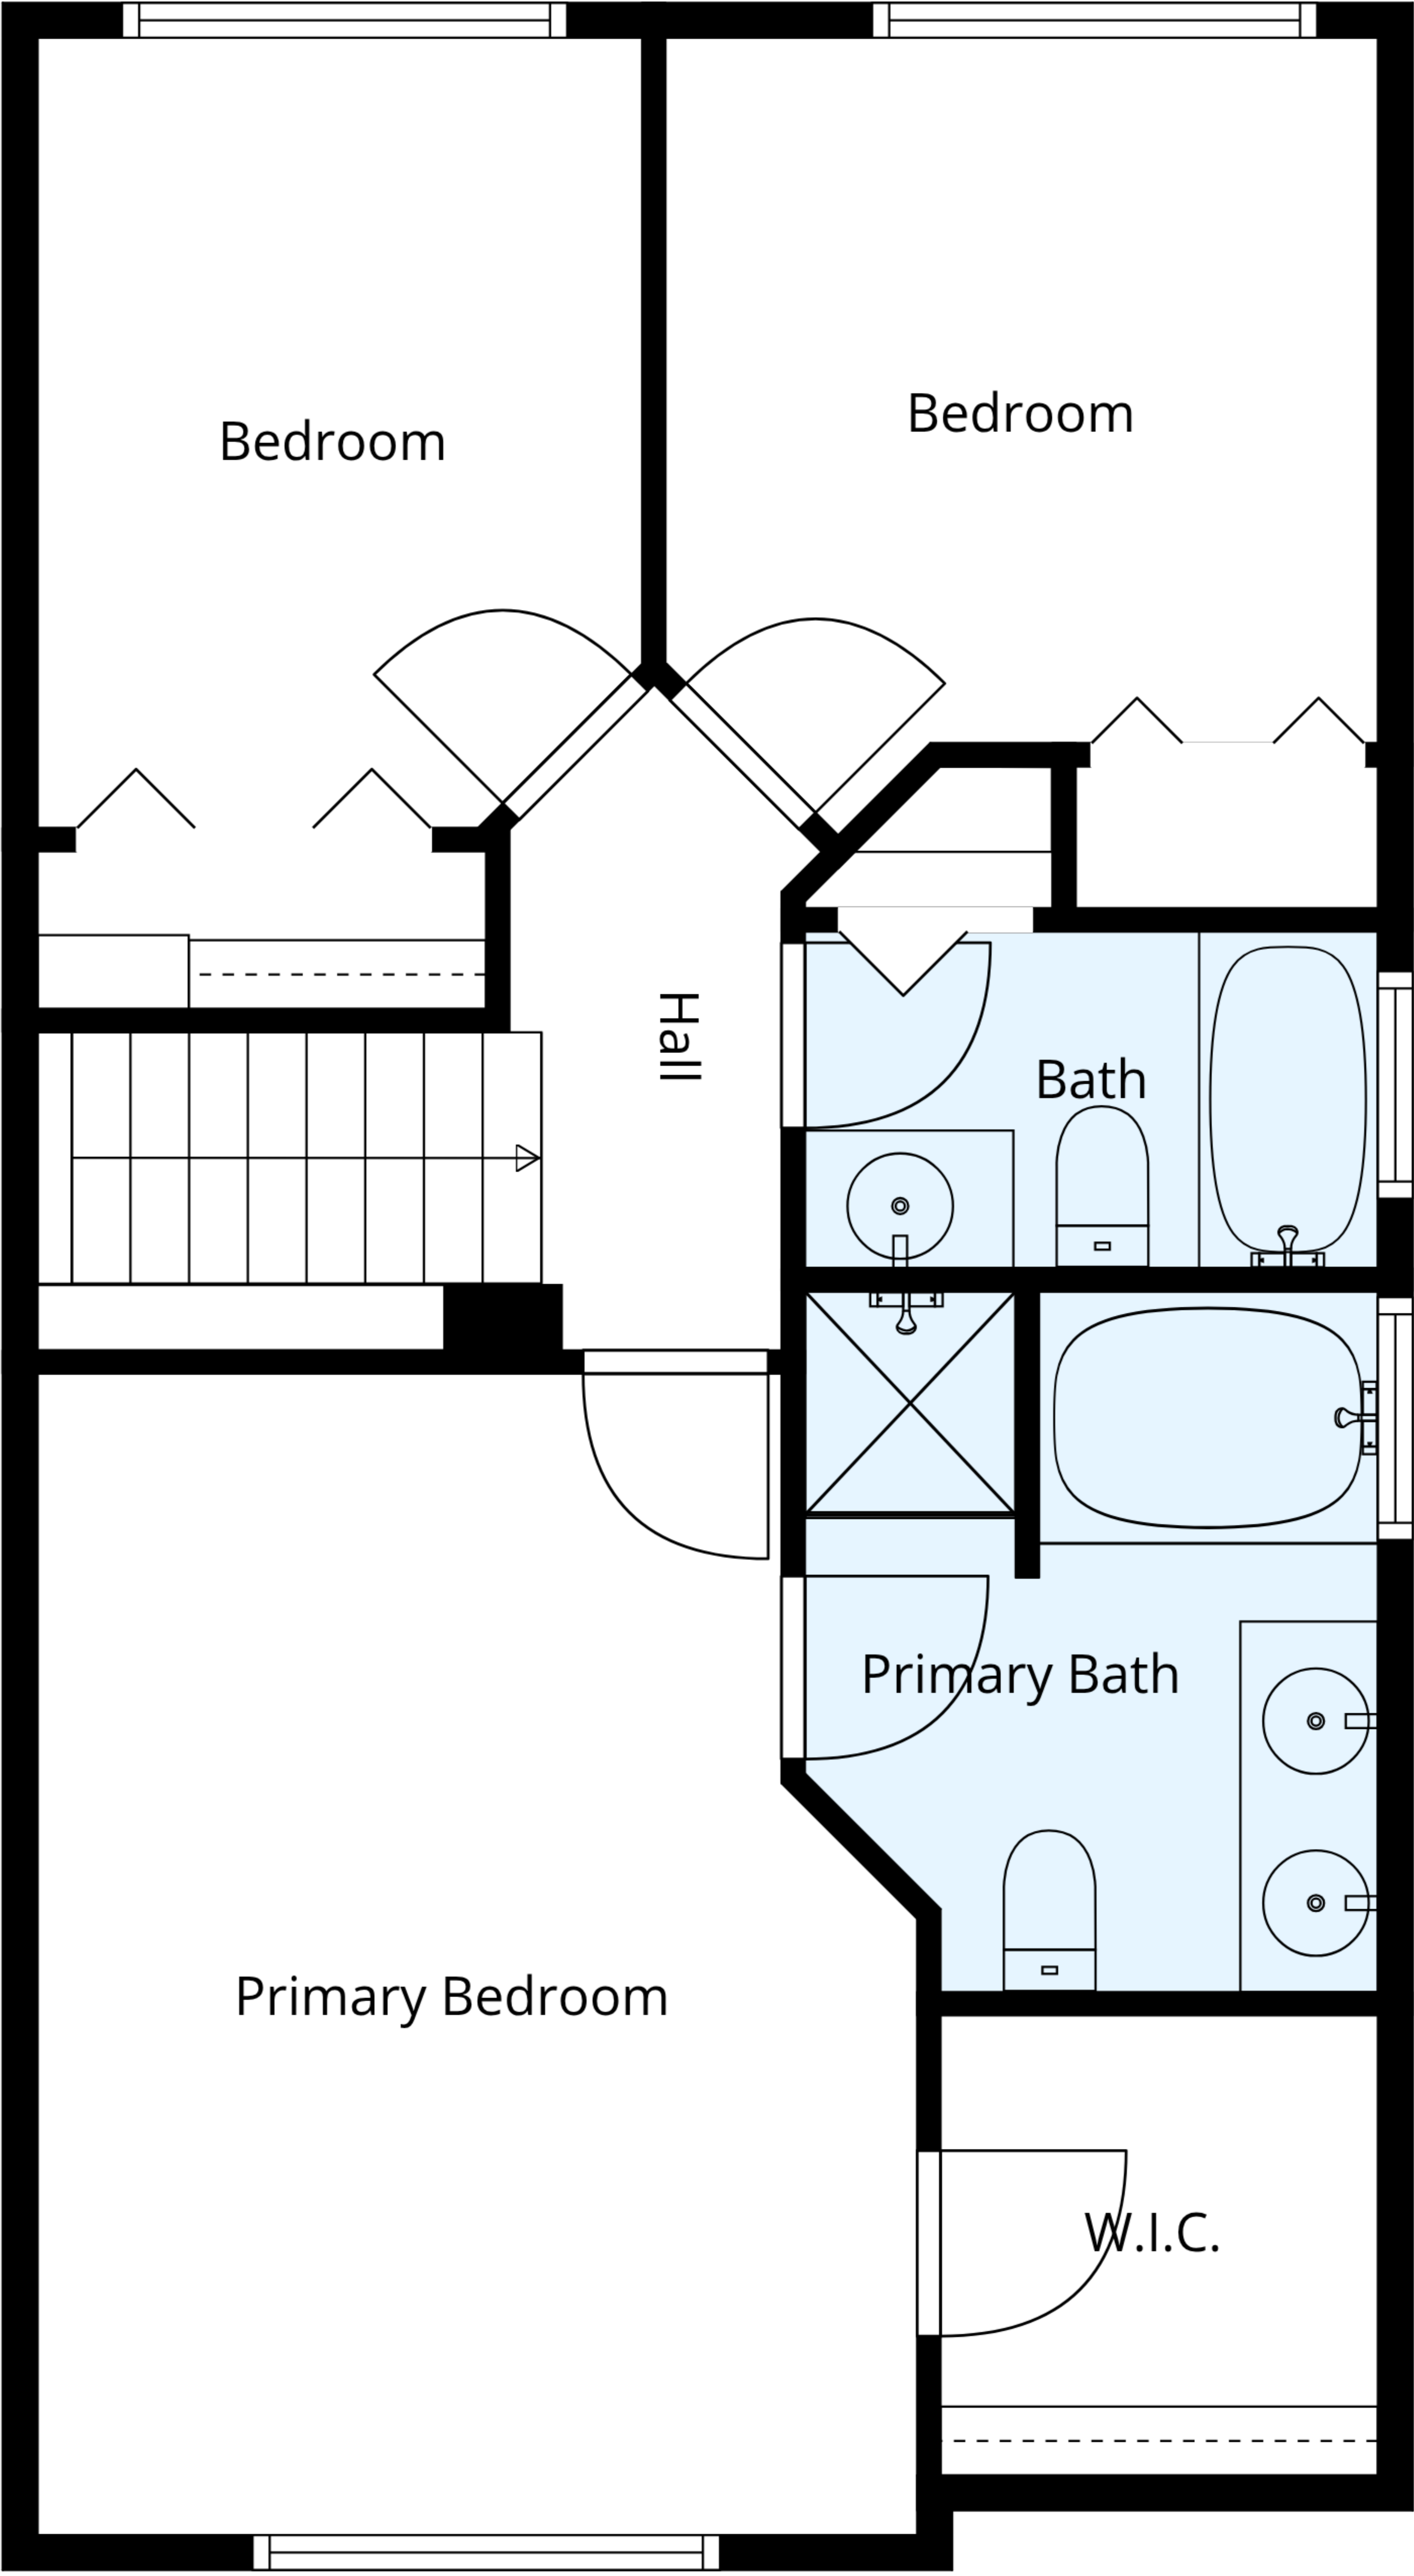 Bedroom
Bedroom
Hall
Bath
Primary Bath
Primary Bedroom
W.I.C.